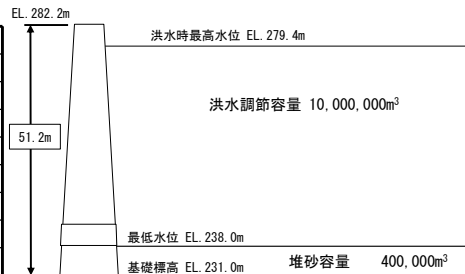 EL.282.2m
洪水時最高水位 EL.279.4m
洪水調節容量 10,000,000m³
51.2m
最低水位 EL.238.0m
基礎標高 EL.231.0m
堆砂容量 400,000m³